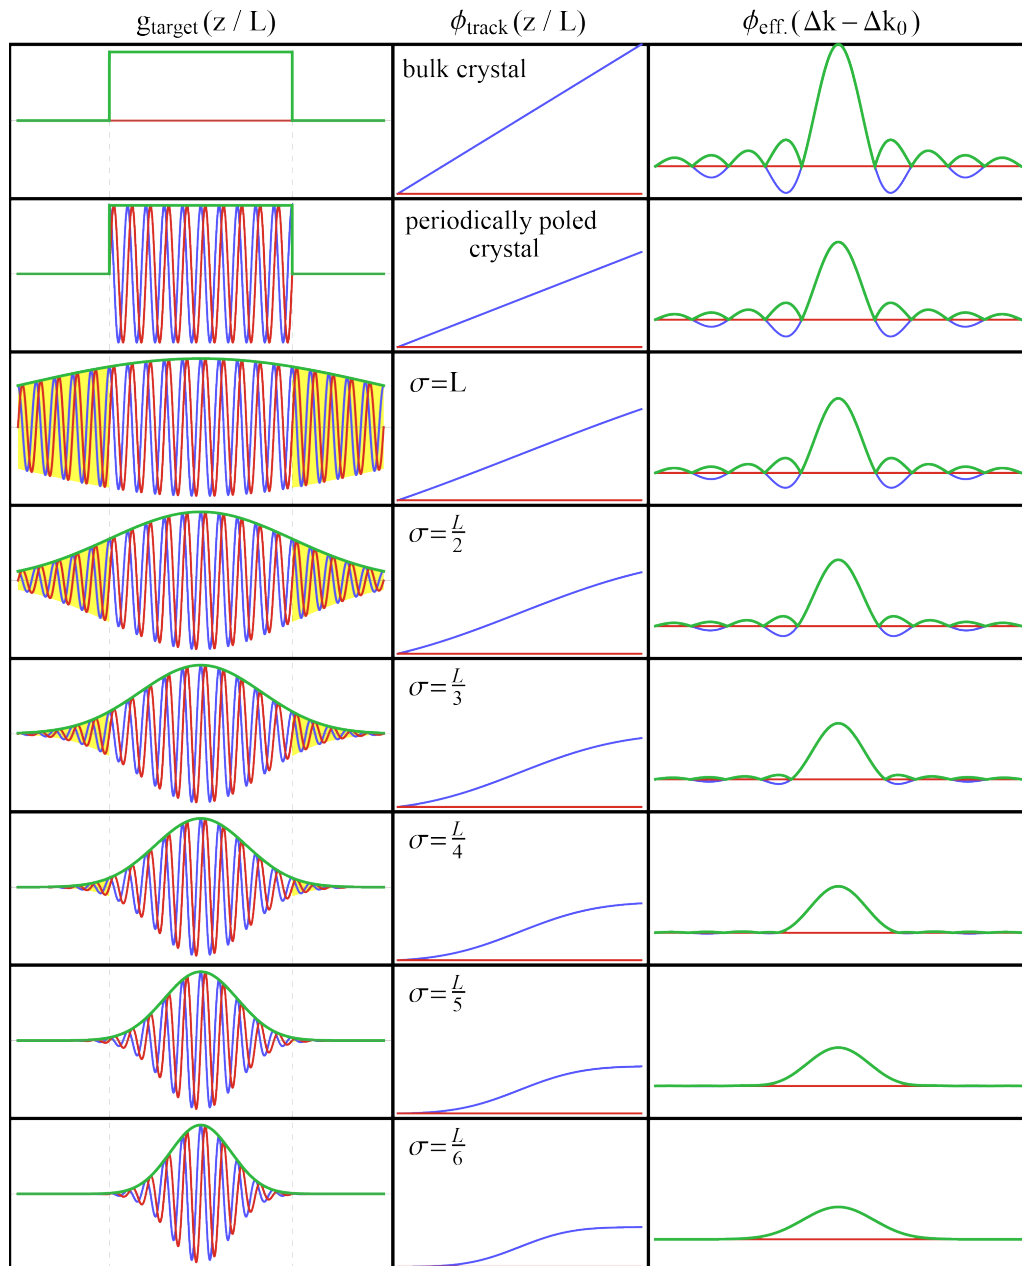 g_target (z / L)
ϕ_track (z / L)
ϕ_eff. (Δk − Δk_0)
bulk crystal
periodically poled
crystal
σ=L
σ=L/2
σ=L/3
σ=L/4
σ=L/5
σ=L/6